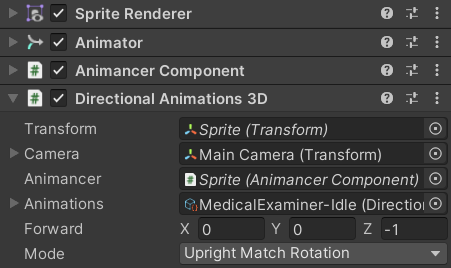 Sprite Renderer
Animator
# Animancer Component
# Directional Animations 3D
Transform Sprite (Transform)
Camera Main Camera (Transform)
Animancer # Sprite (Animancer Component)
Animations MedicalExaminer-Idle (Direction
Forward X 0 Y 0 Z -1
Mode Upright Match Rotation